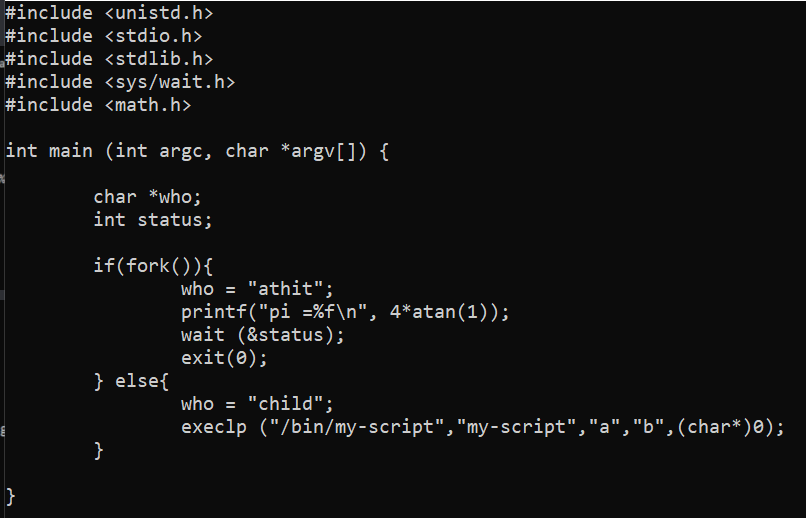 #include <unistd.h>
#include <stdio.h>
#include <stdlib.h>
#include <sys/wait.h>
#include <math.h>
int main (int argc, char *argv[]) {
char *who;
int status;
if(fork()){
who = "athit";
printf("pi =%f\n", 4*atan(1));
wait (&status);
exit(0);
} else{
who = "child";
execlp ("/bin/my-script","my-script","a","b",(char*)0);
}
}